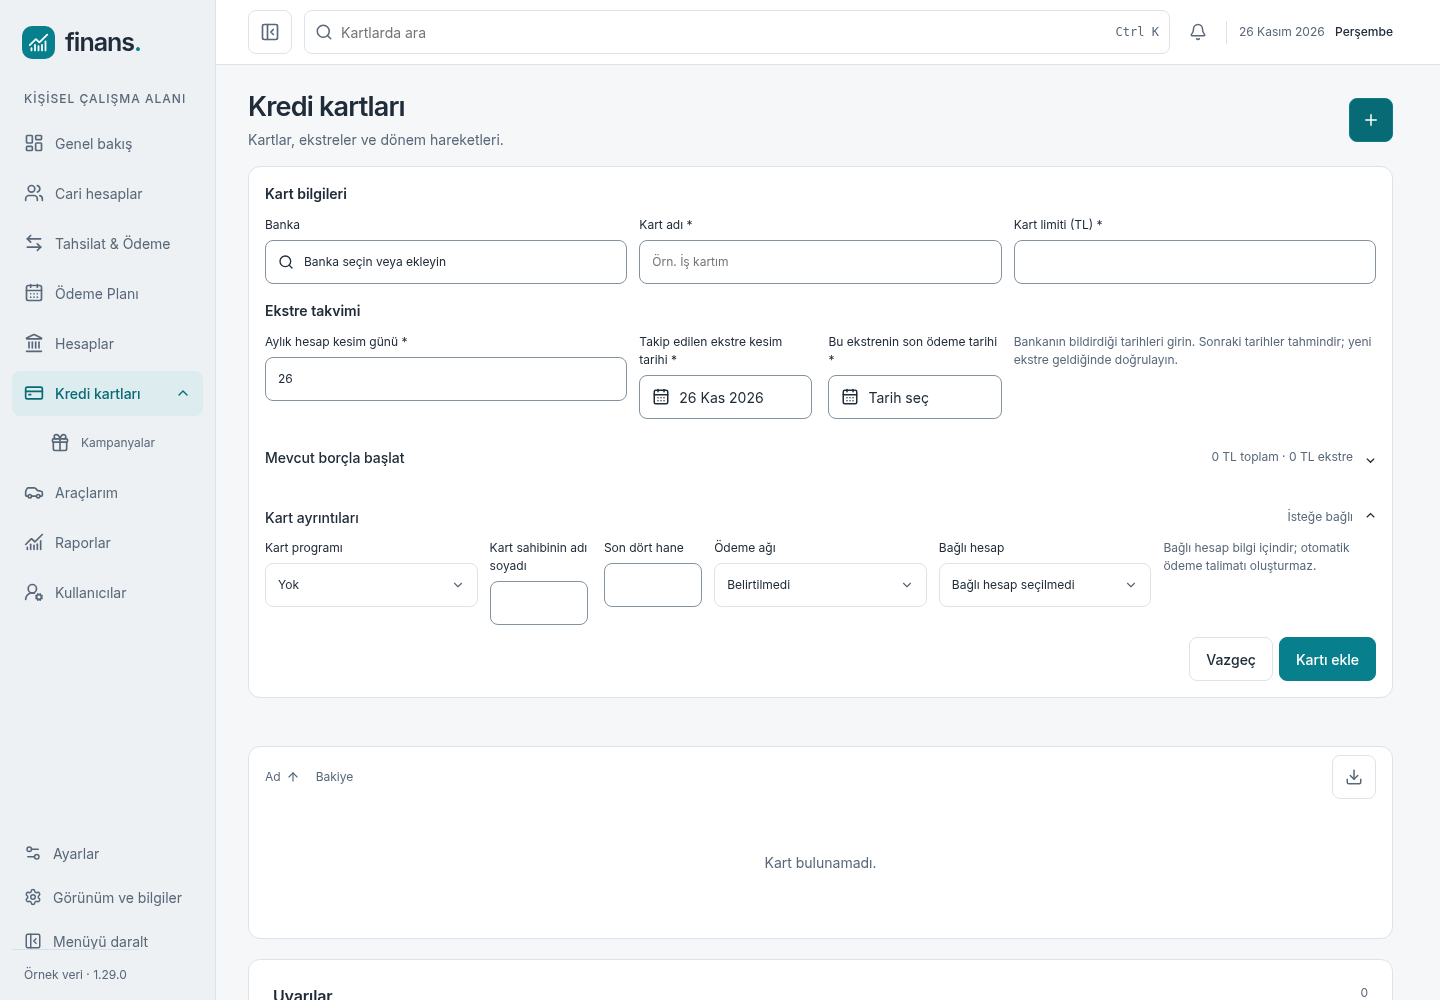 finans.
KİŞİSEL ÇALIŞMA ALANI
Genel bakış
Cari hesaplar
Tahsilat & Ödeme
Ödeme Planı
Hesaplar
Kredi kartları
Kampanyalar
Araçlarım
Raporlar
Kullanıcılar
Ayarlar
Görünüm ve bilgiler
Menüyü daralt
Örnek veri · 1.29.0
Kartlarda ara
Ctrl K
26 Kasım 2026 Perşembe
Kredi kartları
Kartlar, ekstreler ve dönem hareketleri.
Kart bilgileri
Banka
Banka seçin veya ekleyin
Kart adı *
Örn. İş kartım
Kart limiti (TL) *
Ekstre takvimi
Aylık hesap kesim günü *
26
Takip edilen ekstre kesim
tarihi *
26 Kas 2026
Bu ekstrenin son ödeme tarihi
*
Tarih seç
Bankanın bildirdiği tarihleri girin. Sonraki tarihler tahmindir; yeni
ekstre geldiğinde doğrulayın.
Mevcut borçla başlat
0 TL toplam · 0 TL ekstre
Kart ayrıntıları
İsteğe bağlı
Kart programı
Yok
Kart sahibinin adı
soyadı
Son dört hane
Ödeme ağı
Belirtilmedi
Bağlı hesap
Bağlı hesap seçilmedi
Bağlı hesap bilgi içindir; otomatik
ödeme talimatı oluşturmaz.
Vazgeç
Kartı ekle
Ad
Bakiye
Kart bulunamadı.
Uyarılar
0